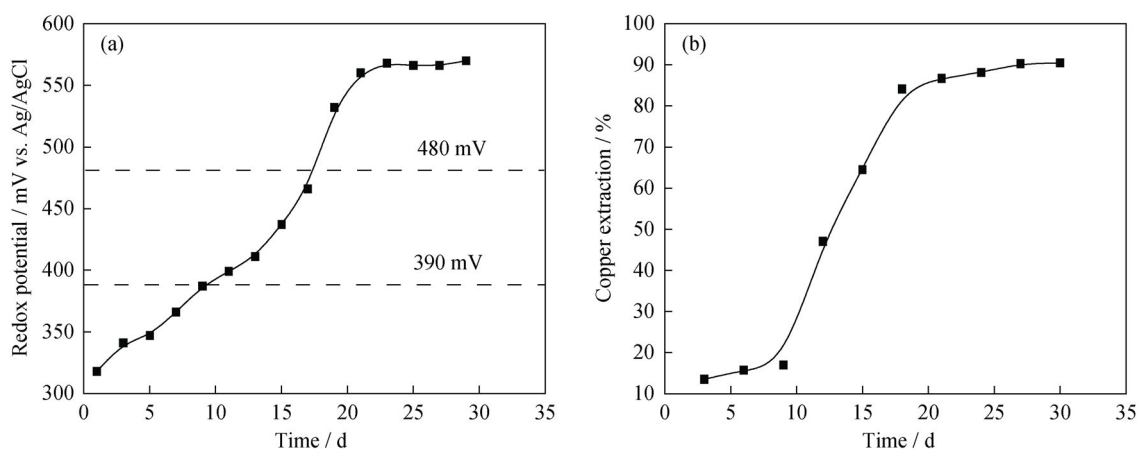 (a)
Redox potential / mV vs. Ag/AgCl
600
550
500
450
400
350
300
480 mV
390 mV
0 5 10 15 20 25 30 35
Time / d
(b)
Copper extraction / %
100
90
80
70
60
50
40
30
20
10
0 5 10 15 20 25 30 35
Time / d